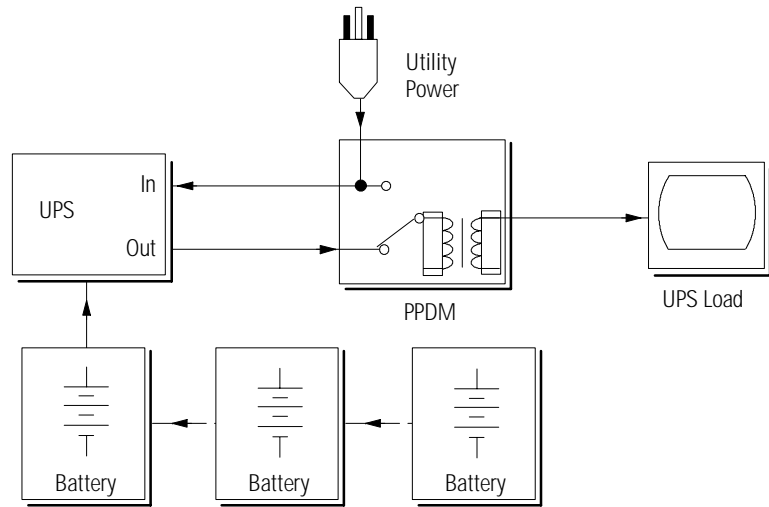 Utility
Power
In
UPS
Out
PPDM
UPS Load
Battery
Battery
Battery